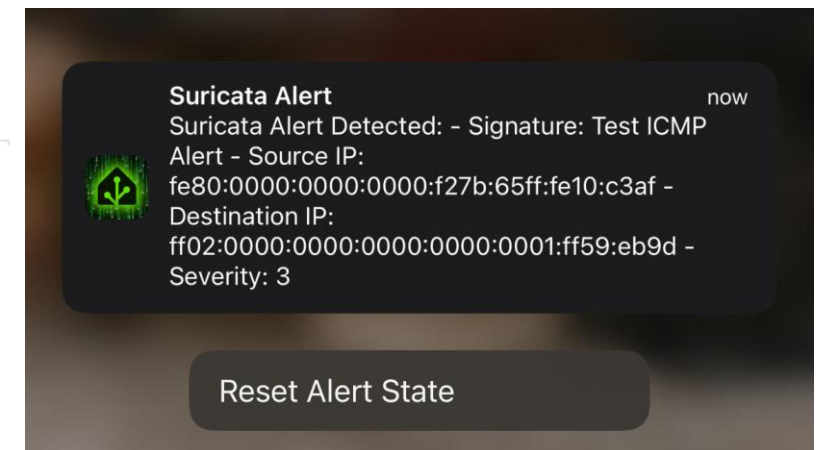 Suricata Alert
now
Suricata Alert Detected: - Signature: Test ICMP
Alert - Source IP:
fe80:0000:0000:0000:f27b:65ff:fe10:c3af -
Destination IP:
ff02:0000:0000:0000:0000:0001:ff59:eb9d -
Severity: 3
Reset Alert State